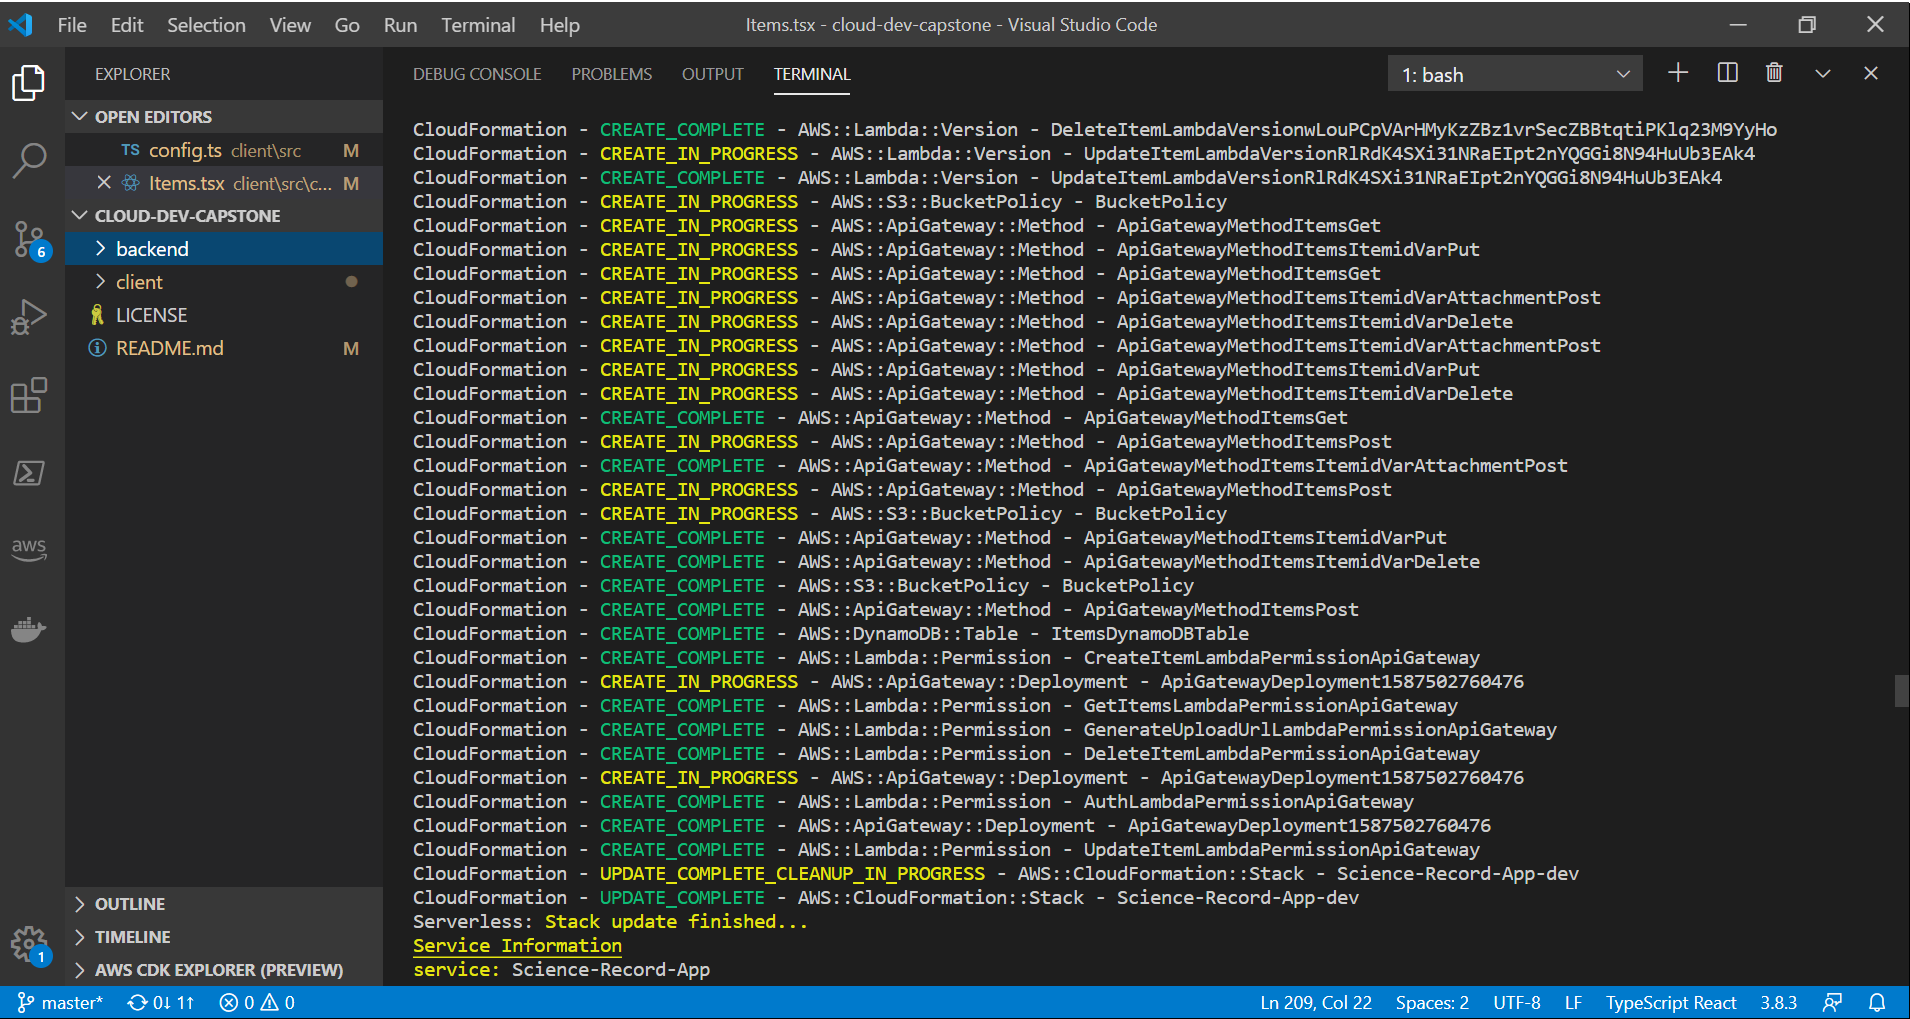 File Edit Selection View Go Run Terminal Help
Items.tsx - cloud-dev-capstone - Visual Studio Code
EXPLORER
OPEN EDITORS
TS config.ts client\src M
Items.tsx client\src\c... M
CLOUD-DEV-CAPSTONE
backend
client
LICENSE
README.md M
6
aws
1
OUTLINE
TIMELINE
AWS CDK EXPLORER (PREVIEW)
DEBUG CONSOLE PROBLEMS OUTPUT TERMINAL
1: bash
CloudFormation - CREATE_COMPLETE - AWS::Lambda::Version - DeleteItemLambdaVersionwLouPCpVArHMyKzZBz1vrSecZBBtqtiPKlq23M9YyHo
CloudFormation - CREATE_IN_PROGRESS - AWS::Lambda::Version - UpdateItemLambdaVersionRlRdK4SXi31NRaEIpt2nYQGGi8N94HuUb3EAk4
CloudFormation - CREATE_COMPLETE - AWS::Lambda::Version - UpdateItemLambdaVersionRlRdK4SXi31NRaEIpt2nYQGGi8N94HuUb3EAk4
CloudFormation - CREATE_IN_PROGRESS - AWS::S3::BucketPolicy - BucketPolicy
CloudFormation - CREATE_IN_PROGRESS - AWS::ApiGateway::Method - ApiGatewayMethodItemsGet
CloudFormation - CREATE_IN_PROGRESS - AWS::ApiGateway::Method - ApiGatewayMethodItemsItemidVarPut
CloudFormation - CREATE_IN_PROGRESS - AWS::ApiGateway::Method - ApiGatewayMethodItemsGet
CloudFormation - CREATE_IN_PROGRESS - AWS::ApiGateway::Method - ApiGatewayMethodItemsItemidVarAttachmentPost
CloudFormation - CREATE_IN_PROGRESS - AWS::ApiGateway::Method - ApiGatewayMethodItemsItemidVarDelete
CloudFormation - CREATE_IN_PROGRESS - AWS::ApiGateway::Method - ApiGatewayMethodItemsItemidVarAttachmentPost
CloudFormation - CREATE_IN_PROGRESS - AWS::ApiGateway::Method - ApiGatewayMethodItemsItemidVarPut
CloudFormation - CREATE_IN_PROGRESS - AWS::ApiGateway::Method - ApiGatewayMethodItemsItemidVarDelete
CloudFormation - CREATE_COMPLETE - AWS::ApiGateway::Method - ApiGatewayMethodItemsGet
CloudFormation - CREATE_IN_PROGRESS - AWS::ApiGateway::Method - ApiGatewayMethodItemsPost
CloudFormation - CREATE_COMPLETE - AWS::ApiGateway::Method - ApiGatewayMethodItemsItemidVarAttachmentPost
CloudFormation - CREATE_IN_PROGRESS - AWS::ApiGateway::Method - ApiGatewayMethodItemsPost
CloudFormation - CREATE_IN_PROGRESS - AWS::S3::BucketPolicy - BucketPolicy
CloudFormation - CREATE_COMPLETE - AWS::ApiGateway::Method - ApiGatewayMethodItemsItemidVarPut
CloudFormation - CREATE_COMPLETE - AWS::ApiGateway::Method - ApiGatewayMethodItemsItemidVarDelete
CloudFormation - CREATE_COMPLETE - AWS::S3::BucketPolicy - BucketPolicy
CloudFormation - CREATE_COMPLETE - AWS::ApiGateway::Method - ApiGatewayMethodItemsPost
CloudFormation - CREATE_COMPLETE - AWS::DynamoDB::Table - ItemsDynamoDBTable
CloudFormation - CREATE_COMPLETE - AWS::Lambda::Permission - CreateItemLambdaPermissionApiGateway
CloudFormation - CREATE_IN_PROGRESS - AWS::ApiGateway::Deployment - ApiGatewayDeployment1587502760476
CloudFormation - CREATE_COMPLETE - AWS::Lambda::Permission - GetItemsLambdaPermissionApiGateway
CloudFormation - CREATE_COMPLETE - AWS::Lambda::Permission - GenerateUploadUrlLambdaPermissionApiGateway
CloudFormation - CREATE_COMPLETE - AWS::Lambda::Permission - DeleteItemLambdaPermissionApiGateway
CloudFormation - CREATE_IN_PROGRESS - AWS::ApiGateway::Deployment - ApiGatewayDeployment1587502760476
CloudFormation - CREATE_COMPLETE - AWS::Lambda::Permission - AuthLambdaPermissionApiGateway
CloudFormation - CREATE_COMPLETE - AWS::ApiGateway::Deployment - ApiGatewayDeployment1587502760476
CloudFormation - CREATE_COMPLETE - AWS::Lambda::Permission - UpdateItemLambdaPermissionApiGateway
CloudFormation - UPDATE_COMPLETE_CLEANUP_IN_PROGRESS - AWS::CloudFormation::Stack - Science-Record-App-dev
CloudFormation - UPDATE_COMPLETE - AWS::CloudFormation::Stack - Science-Record-App-dev
Serverless: Stack update finished...
Service Information
service: Science-Record-App
master* 0↓ 1↑ 0 0
Ln 209, Col 22 Spaces: 2 UTF-8 LF TypeScript React 3.8.3